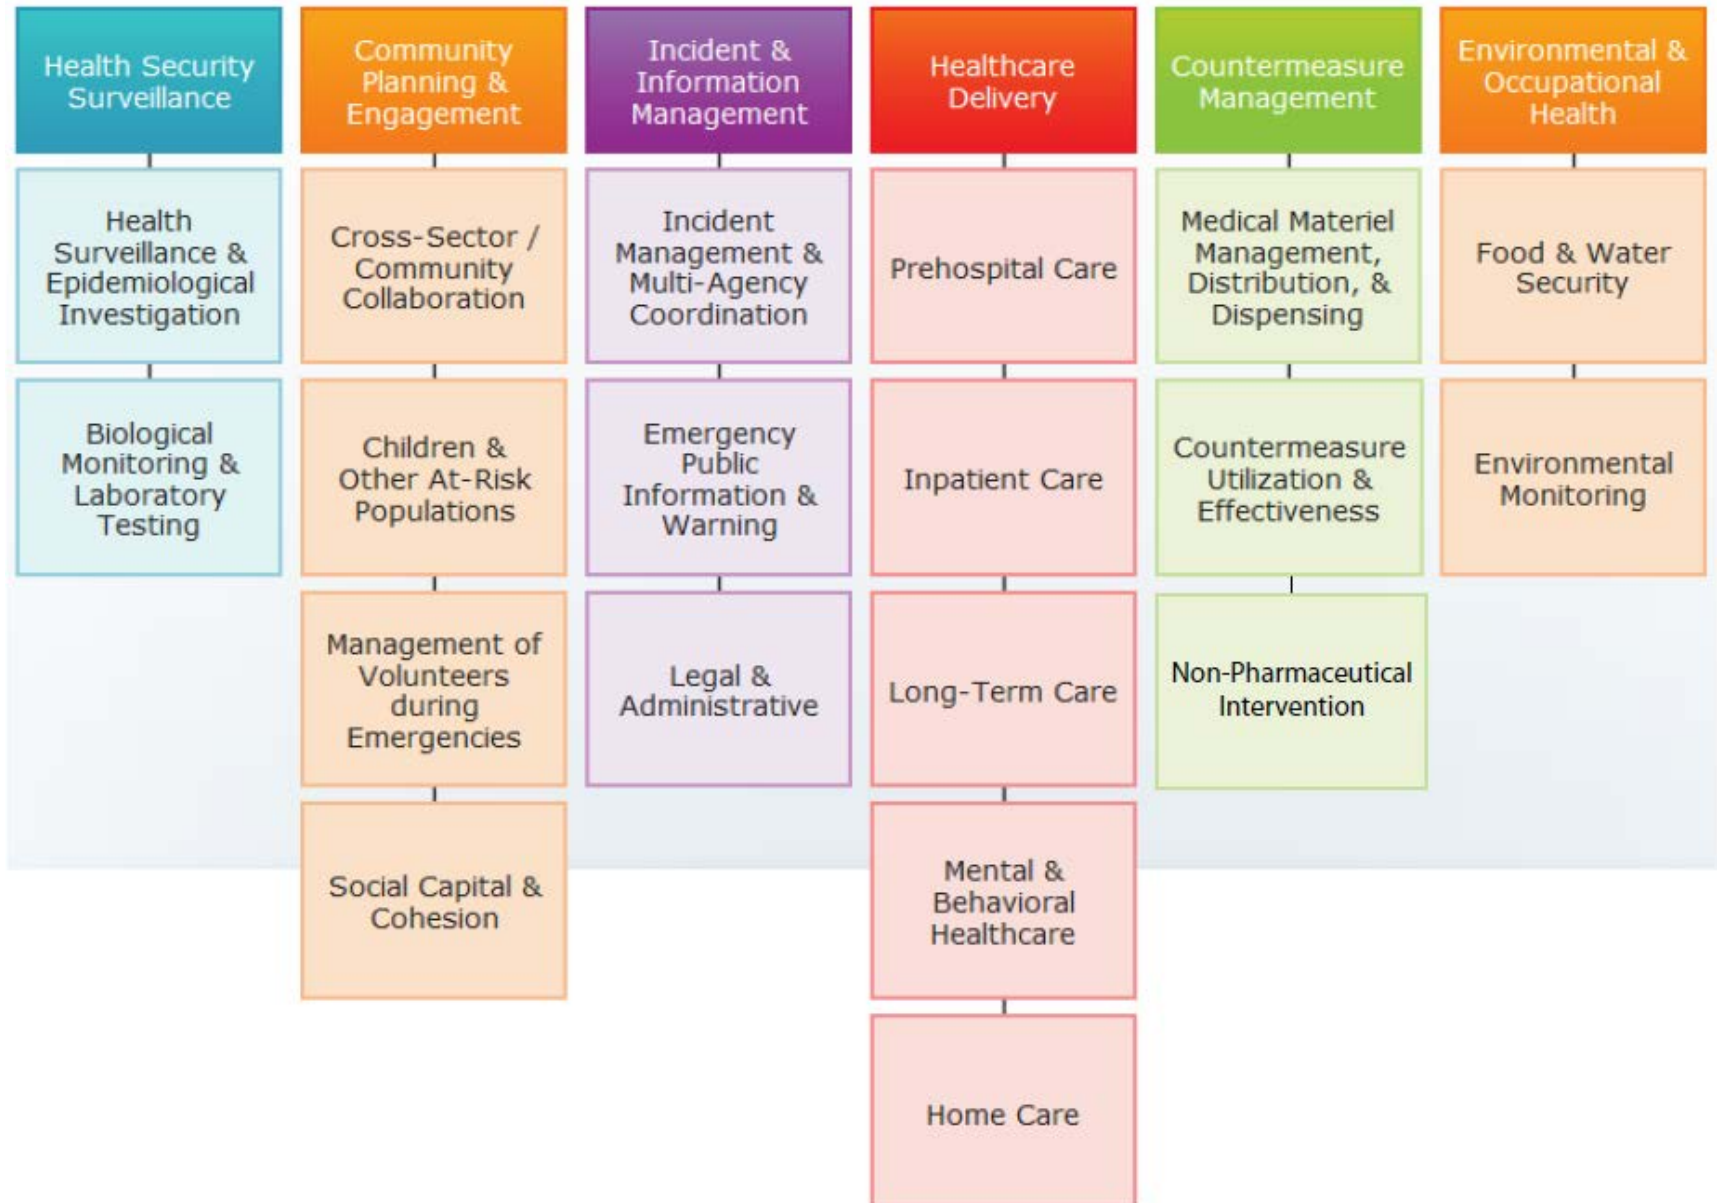 Health Security
Surveillance
Community
Planning &
Engagement
Incident &
Information
Management
Healthcare
Delivery
Countermeasure
Management
Environmental &
Occupational
Health
Health
Surveillance &
Epidemiological
Investigation
Cross-Sector /
Community
Collaboration
Incident
Management &
Multi-Agency
Coordination
Prehospital Care
Medical Materiel
Management,
Distribution, &
Dispensing
Food & Water
Security
Biological
Monitoring &
Laboratory
Testing
Children &
Other At-Risk
Populations
Emergency
Public
Information &
Warning
Inpatient Care
Countermeasure
Utilization &
Effectiveness
Environmental
Monitoring
Management of
Volunteers
during
Emergencies
Legal &
Administrative
Long-Term Care
Non-Pharmaceutical
Intervention
Social Capital &
Cohesion
Mental &
Behavioral
Healthcare
Home Care